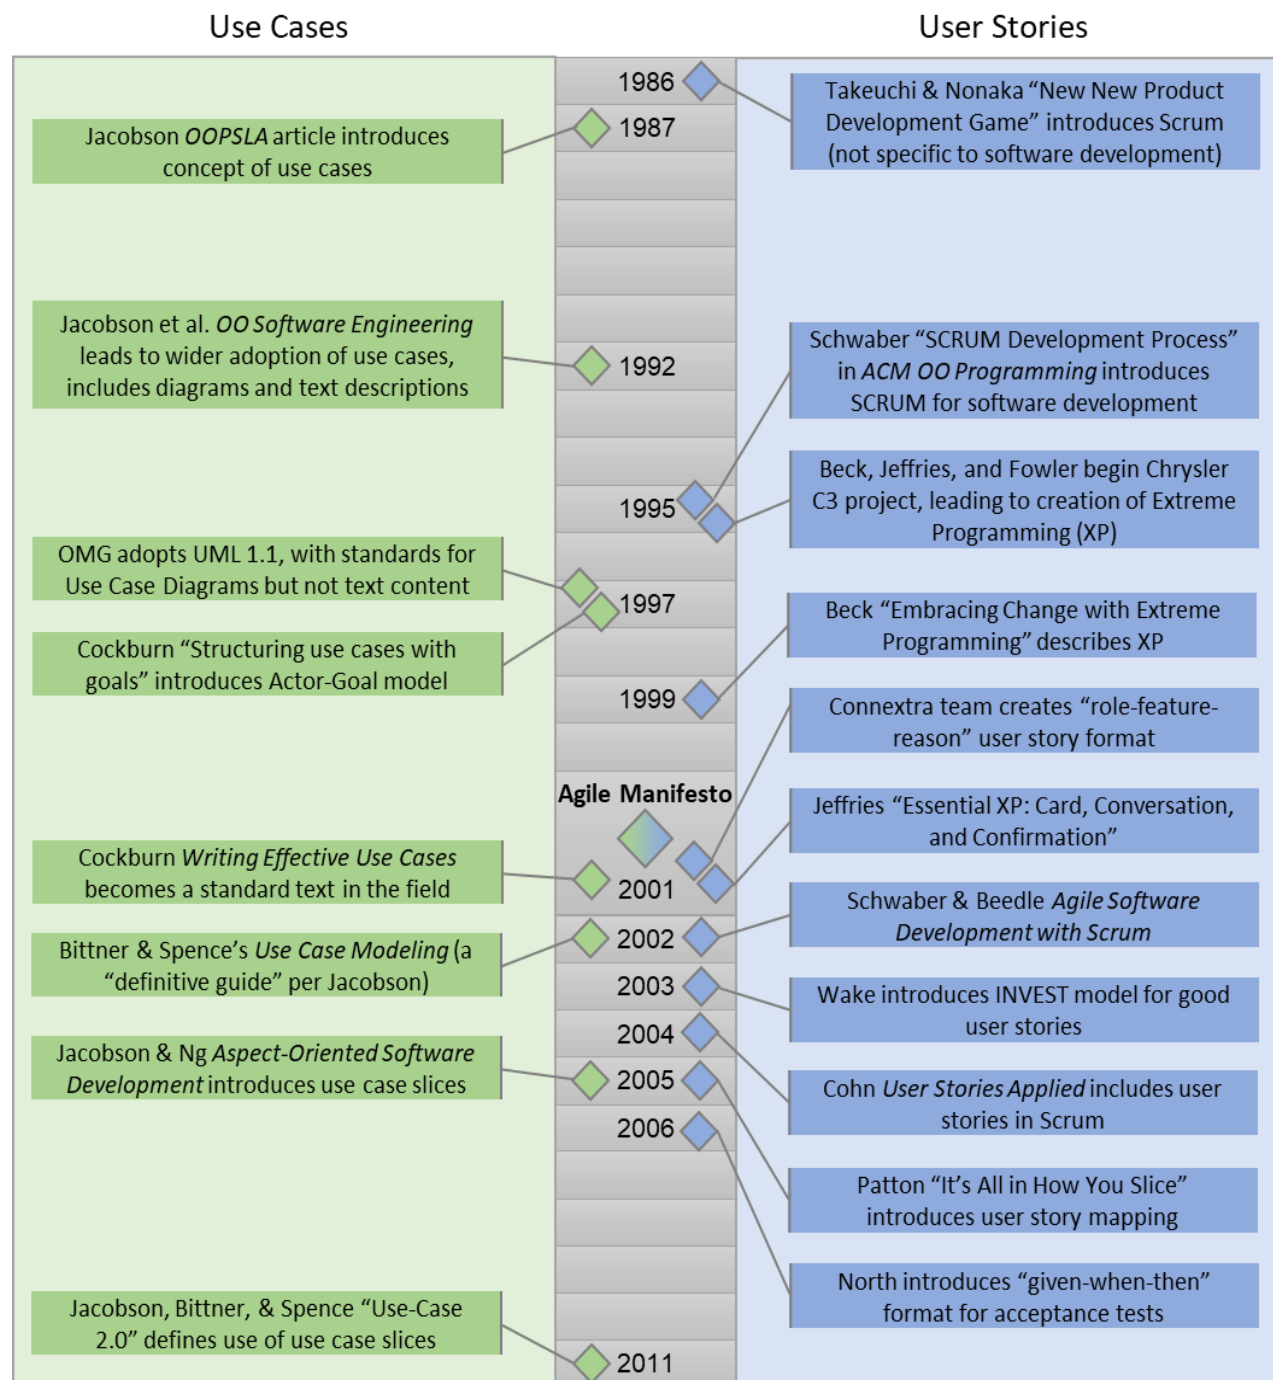 Use Cases
User Stories
1986
Takeuchi & Nonaka “New New Product
Development Game” introduces Scrum
(not specific to software development)
Jacobson OOPSLA article introduces
concept of use cases
1987
Jacobson et al. OO Software Engineering
leads to wider adoption of use cases,
includes diagrams and text descriptions
1992
Schwaber “SCRUM Development Process”
in ACM OO Programming introduces
SCRUM for software development
1995
Beck, Jeffries, and Fowler begin Chrysler
C3 project, leading to creation of Extreme
Programming (XP)
OMG adopts UML 1.1, with standards for
Use Case Diagrams but not text content
1997
Cockburn “Structuring use cases with
goals” introduces Actor-Goal model
Beck “Embracing Change with Extreme
Programming” describes XP
1999
Connextra team creates “role-feature-
reason” user story format
Agile Manifesto
Jeffries “Essential XP: Card, Conversation,
and Confirmation”
Cockburn Writing Effective Use Cases
becomes a standard text in the field
2001
Schwaber & Beedle Agile Software
Development with Scrum
Bittner & Spence’s Use Case Modeling (a
“definitive guide” per Jacobson)
2002
2003
Wake introduces INVEST model for good
user stories
2004
Jacobson & Ng Aspect-Oriented Software
Development introduces use case slices
2005
Cohn User Stories Applied includes user
stories in Scrum
2006
Patton “It’s All in How You Slice”
introduces user story mapping
North introduces “given-when-then”
format for acceptance tests
Jacobson, Bittner, & Spence “Use-Case
2.0” defines use of use case slices
2011